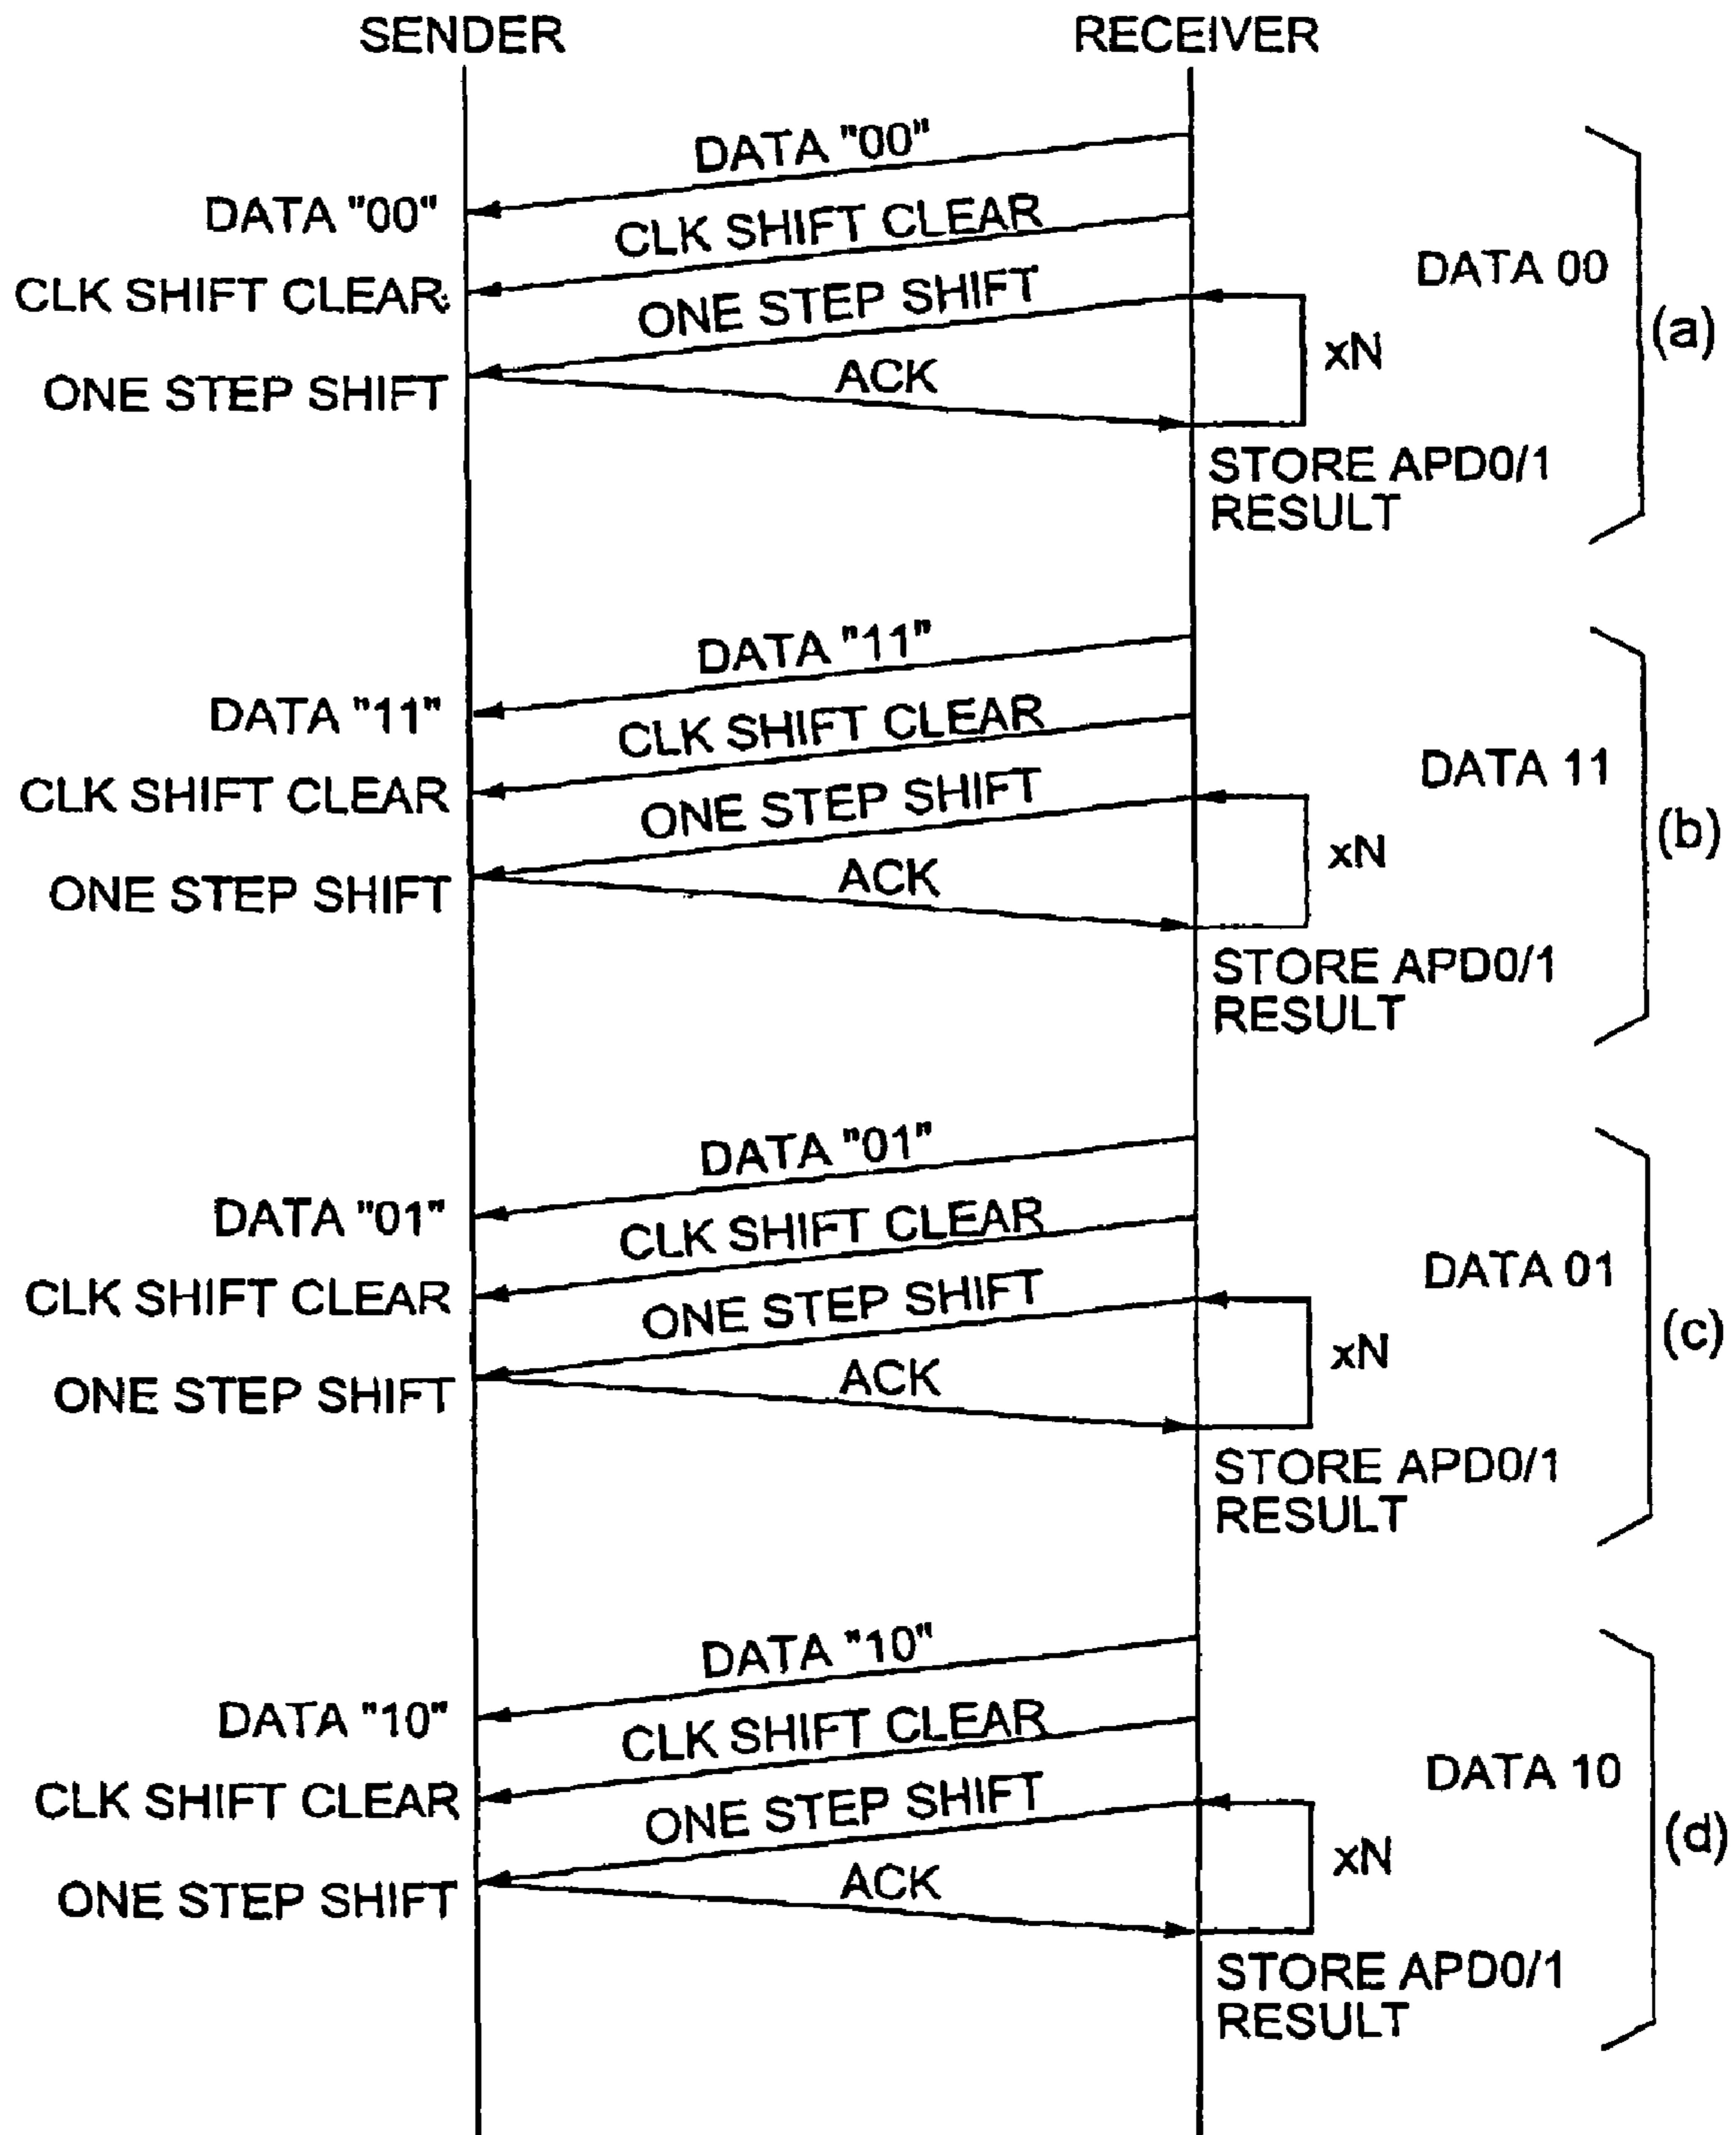 SENDER
RECEIVER
DATA "00"
DATA "00"
CLK SHIFT CLEAR
CLK SHIFT CLEAR
DATA 00
ONE STEP SHIFT
(a)
xN
ACK
ONE STEP SHIFT
STORE APD0/1
RESULT
DATA "11"
DATA "11"
CLK SHIFT CLEAR
CLK SHIFT CLEAR
DATA 11
ONE STEP SHIFT
(b)
xN
ACK
ONE STEP SHIFT
STORE APD0/1
RESULT
DATA "01"
DATA "01"
CLK SHIFT CLEAR
CLK SHIFT CLEAR
DATA 01
ONE STEP SHIFT
(c)
xN
ACK
ONE STEP SHIFT
STORE APD0/1
RESULT
DATA "10"
DATA "10"
CLK SHIFT CLEAR
CLK SHIFT CLEAR
DATA 10
ONE STEP SHIFT
(d)
xN
ACK
ONE STEP SHIFT
STORE APD0/1
RESULT